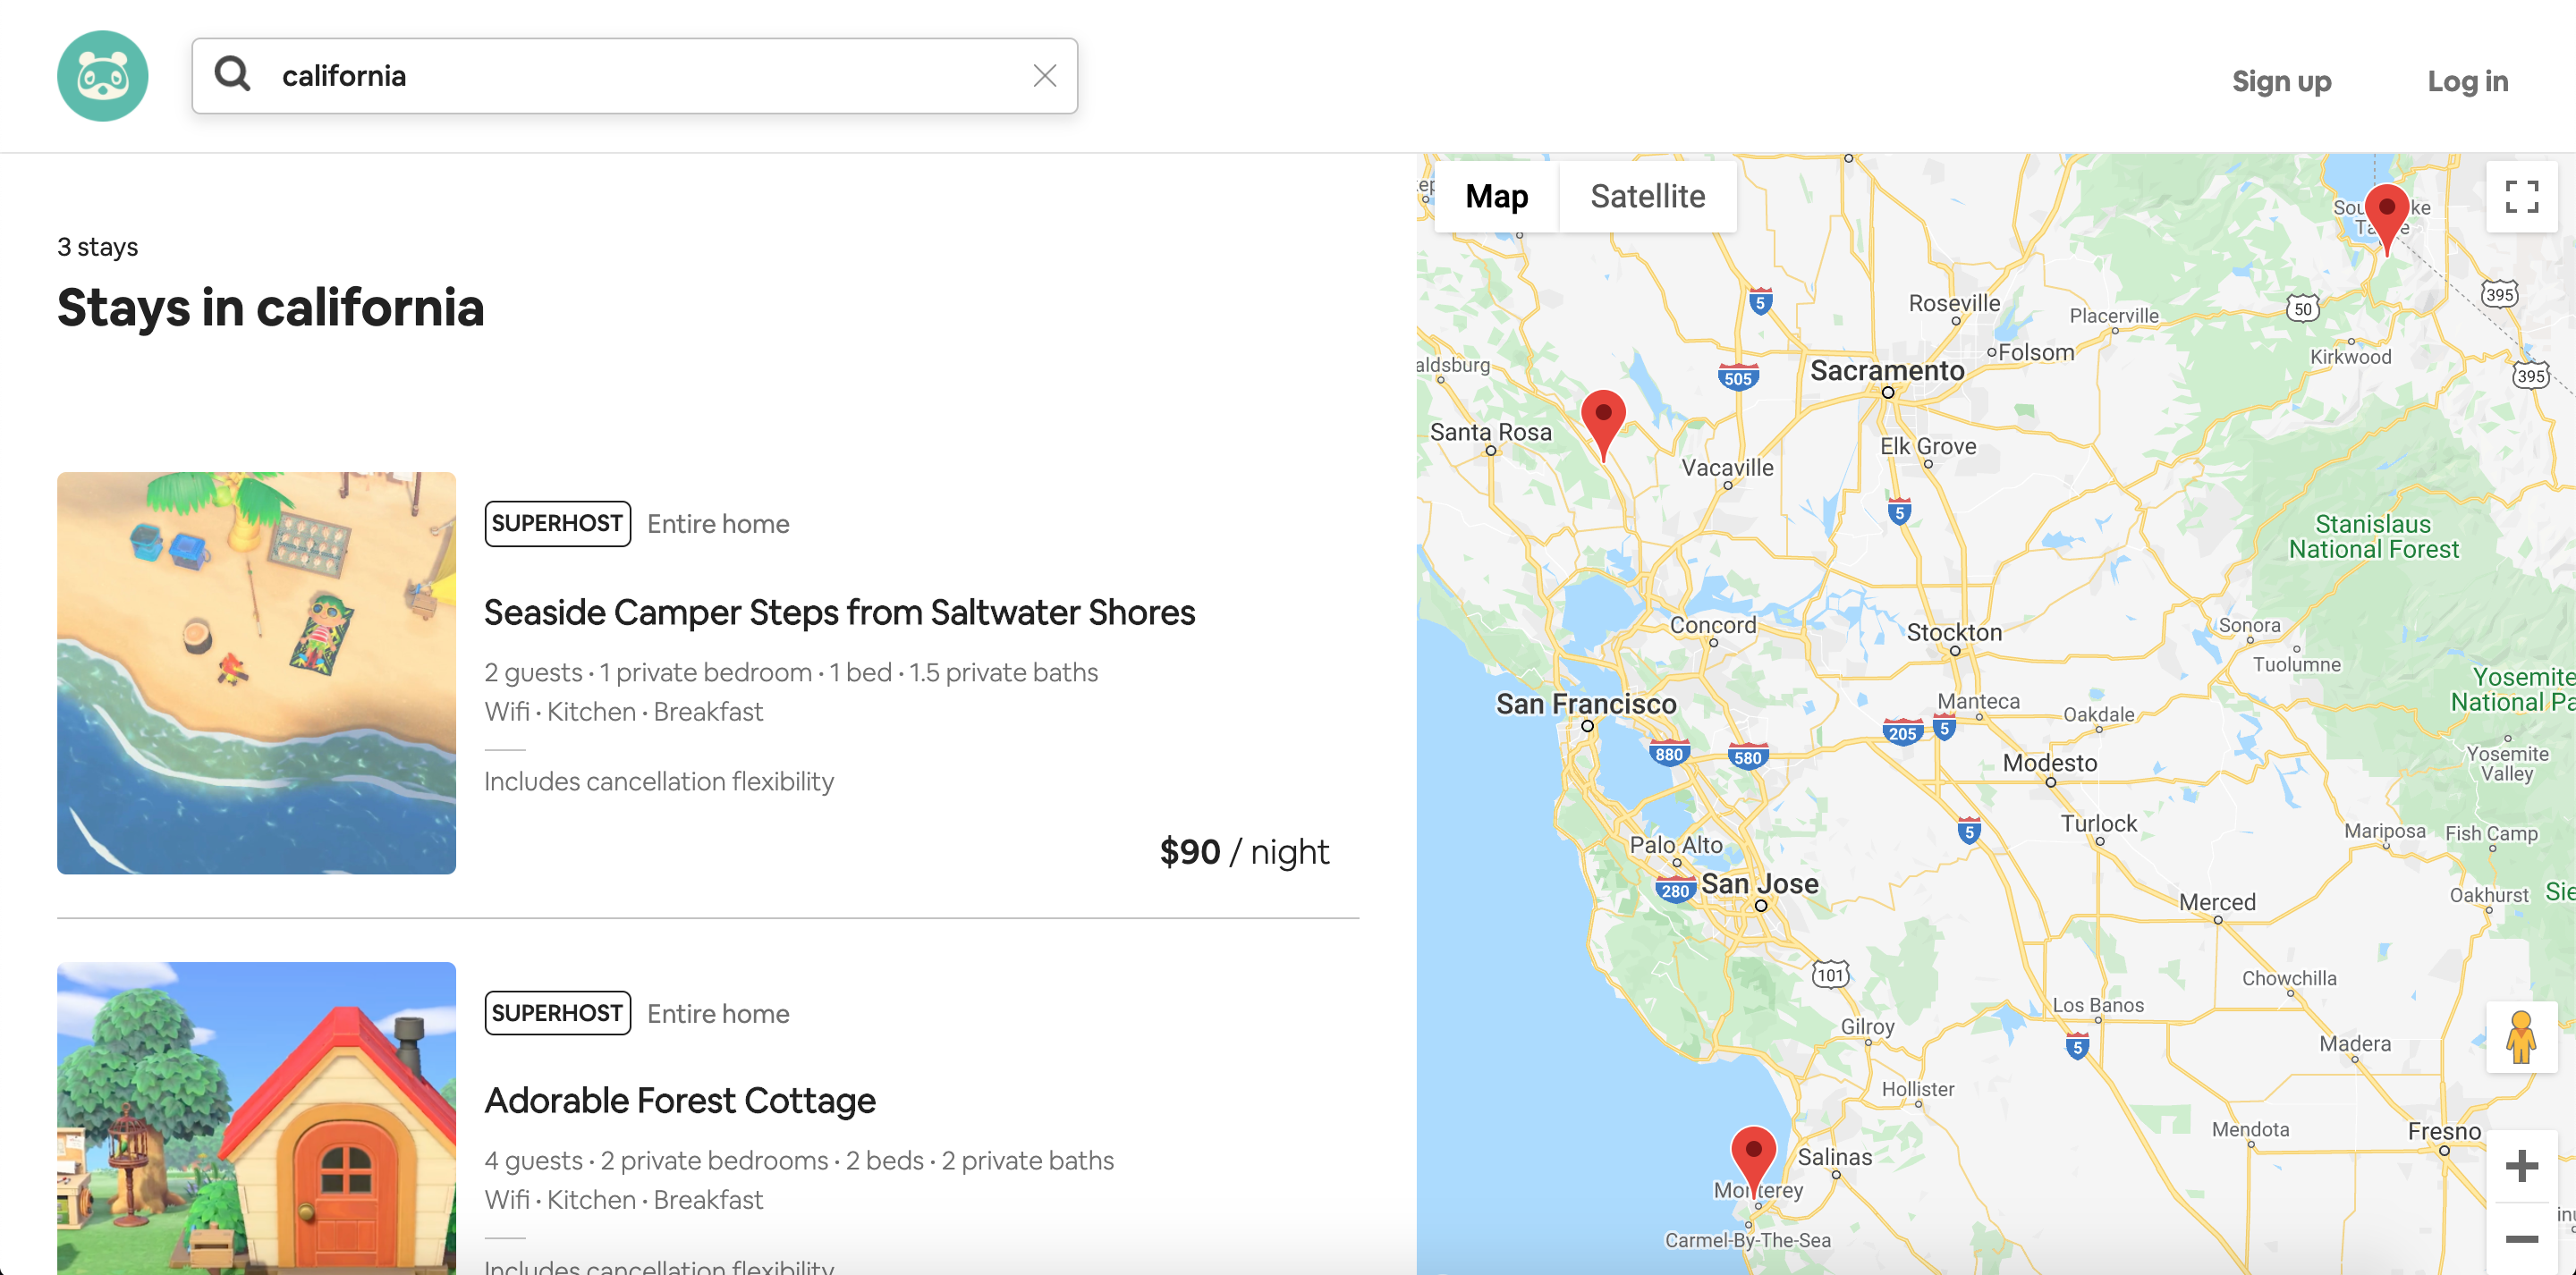 california
Sign up
Log in
3 stays
Stays in california
SUPERHOST Entire home
Seaside Camper Steps from Saltwater Shores
2 guests · 1 private bedroom · 1 bed · 1.5 private baths
Wifi · Kitchen · Breakfast
Includes cancellation flexibility
$90 / night
SUPERHOST Entire home
Adorable Forest Cottage
4 guests · 2 private bedrooms · 2 beds · 2 private baths
Wifi · Kitchen · Breakfast
Includes cancellation flexibility
Map
Satellite
5
Roseville
Placerville
50
395
Folsom
Kirkwood
aldsburg
505
Sacramento
395
Santa Rosa
Elk Grove
Vacaville
5
Stanislaus
National Forest
Concord
Stockton
Sonora
Tuolumne
Yosemite
National Pa
San Francisco
Manteca
Oakdale
205
5
880
580
Modesto
Yosemite
Valley
5
Turlock
Mariposa
Fish Camp
Palo Alto
280
San Jose
Merced
Oakhurst
Sie
101
Chowchilla
Los Banos
Gilroy
5
Madera
Hollister
Mendota
Fresno
Salinas
Monterey
Carmel-By-The-Sea